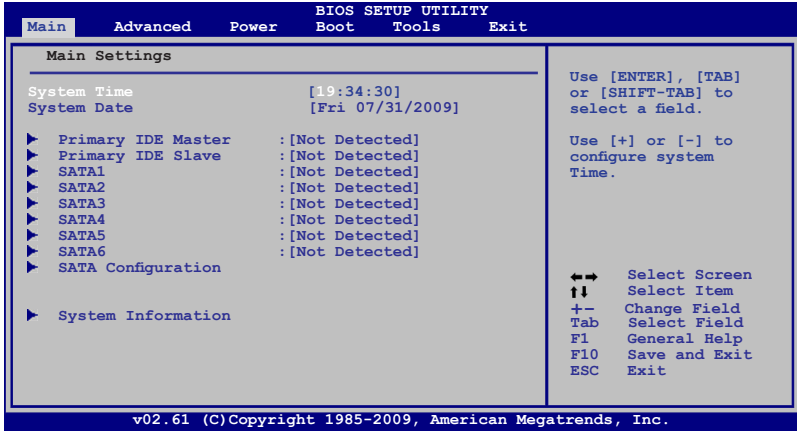 BIOS SETUP UTILITY
Main Advanced Power Boot Tools Exit
Main Settings
System Time [19:34:30]
System Date [Fri 07/31/2009]
Primary IDE Master :[Not Detected]
Primary IDE Slave :[Not Detected]
SATA1 :[Not Detected]
SATA2 :[Not Detected]
SATA3 :[Not Detected]
SATA4 :[Not Detected]
SATA5 :[Not Detected]
SATA6 :[Not Detected]
SATA Configuration
System Information
Use [ENTER], [TAB]
or [SHIFT-TAB] to
select a field.
Use [+] or [-] to
configure system
Time.
←→ Select Screen
↑↓ Select Item
+- Change Field
Tab Select Field
F1 General Help
F10 Save and Exit
ESC Exit
v02.61 (C)Copyright 1985-2009, American Megatrends, Inc.